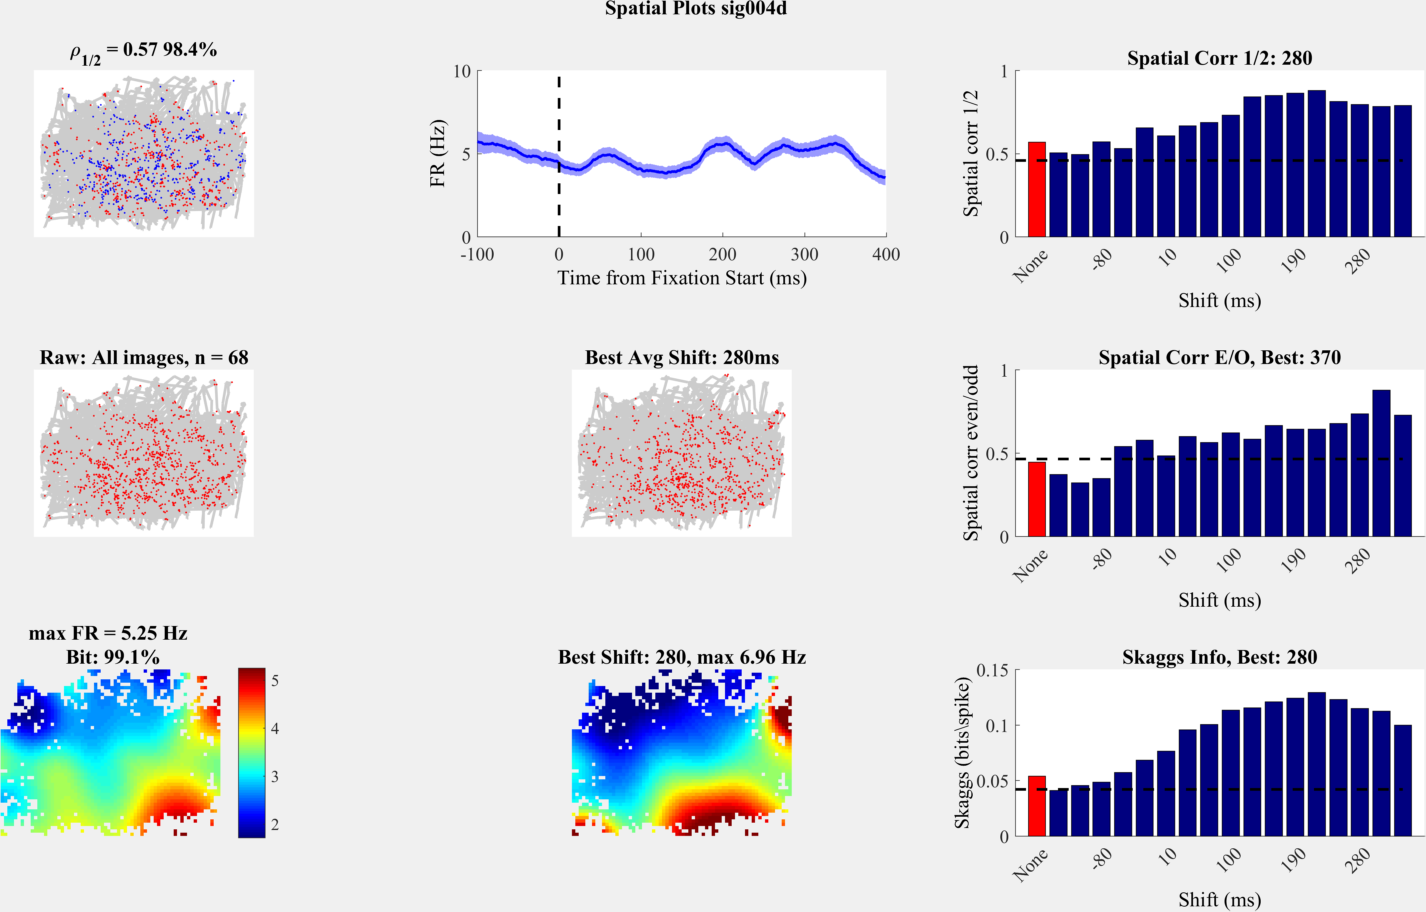 Spatial Plots sig004d
ρ1/2 = 0.57 98.4%
10
5
0
FR (Hz)
-100
0
100
200
300
400
Time from Fixation Start (ms)
Spatial Corr 1/2: 280
1
0.5
0
Spatial corr 1/2
None
-80
10
100
190
280
Shift (ms)
Raw: All images, n = 68
Best Avg Shift: 280ms
Spatial Corr E/O, Best: 370
1
0.5
0
Spatial corr even/odd
None
-80
10
100
190
280
Shift (ms)
max FR = 5.25 Hz
Bit: 99.1%
5
4
3
2
Best Shift: 280, max 6.96 Hz
Skaggs Info, Best: 280
0.15
0.1
0.05
0
Skaggs (bits\spike)
None
-80
10
100
190
280
Shift (ms)